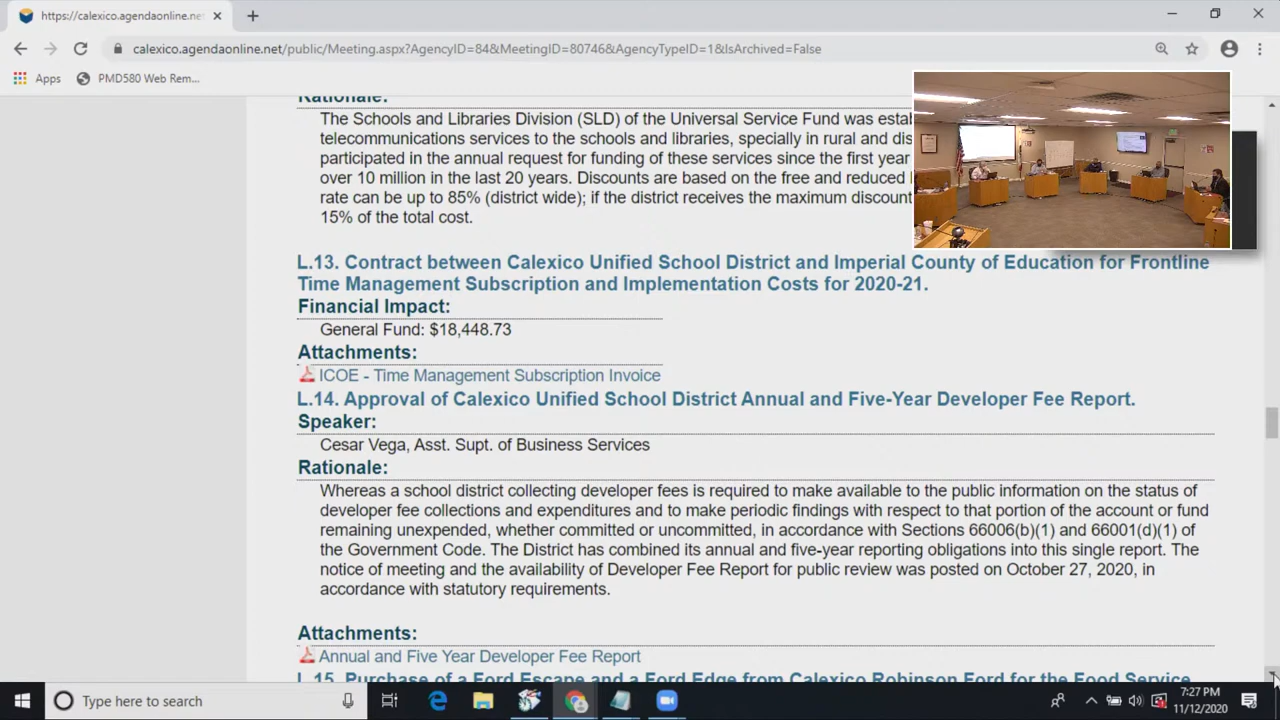 https://calexico.agendaonline.ne
calexico.agendaonline.net/public/Meeting.aspx?AgencyID=84&MeetingID=80746&AgencyTypeID=1&IsArchived=False
Apps
PMD580 Web Rem...
Rationale:
The Schools and Libraries Division (SLD) of the Universal Service Fund was estab
telecommunications services to the schools and libraries, specially in rural and dis
participated in the annual request for funding of these services since the first year
over 10 million in the last 20 years. Discounts are based on the free and reduced
rate can be up to 85% (district wide); if the district receives the maximum discount
15% of the total cost.
L.13. Contract between Calexico Unified School District and Imperial County of Education for Frontline
Time Management Subscription and Implementation Costs for 2020-21.
Financial Impact:
General Fund: $18,448.73
Attachments:
ICOE - Time Management Subscription Invoice
L.14. Approval of Calexico Unified School District Annual and Five-Year Developer Fee Report.
Speaker:
Cesar Vega, Asst. Supt. of Business Services
Rationale:
Whereas a school district collecting developer fees is required to make available to the public information on the status of
developer fee collections and expenditures and to make periodic findings with respect to that portion of the account or fund
remaining unexpended, whether committed or uncommitted, in accordance with Sections 66006(b)(1) and 66001(d)(1) of
the Government Code. The District has combined its annual and five-year reporting obligations into this single report. The
notice of meeting and the availability of Developer Fee Report for public review was posted on October 27, 2020, in
accordance with statutory requirements.
Attachments:
Annual and Five Year Developer Fee Report
L.15. Purchase of a Ford Escape and a Ford Edge from Calexico Robinson Ford for the Food Service
Type here to search
7:27 PM
11/12/2020